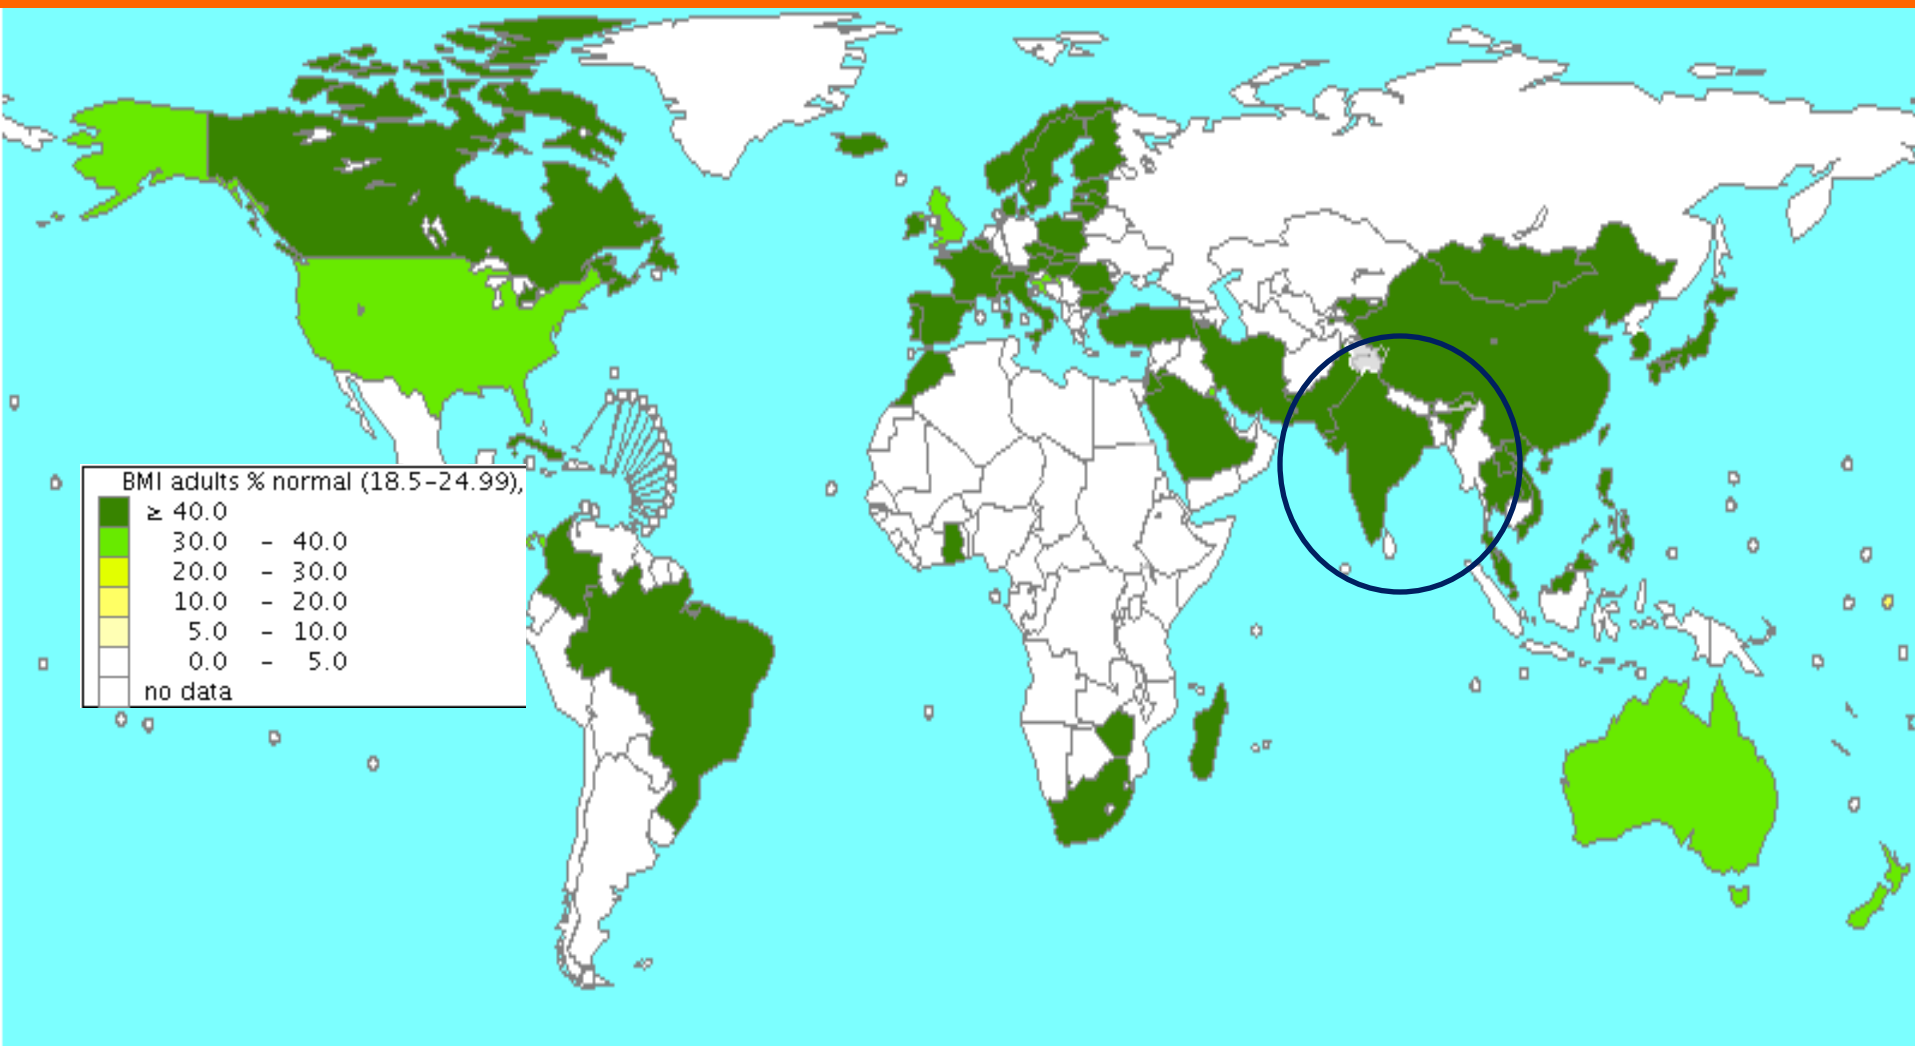 BMI adults % normal (18.5-24.99),
≥ 40.0
30.0 - 40.0
20.0 - 30.0
10.0 - 20.0
5.0 - 10.0
0.0 - 5.0
no data